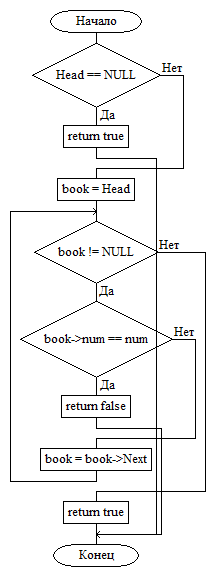 Начало
Head == NULL
Нет
Да
return true
book = Head
book != NULL
Нет
Да
book->num == num
Нет
Да
return false
book = book->Next
return true
Конец